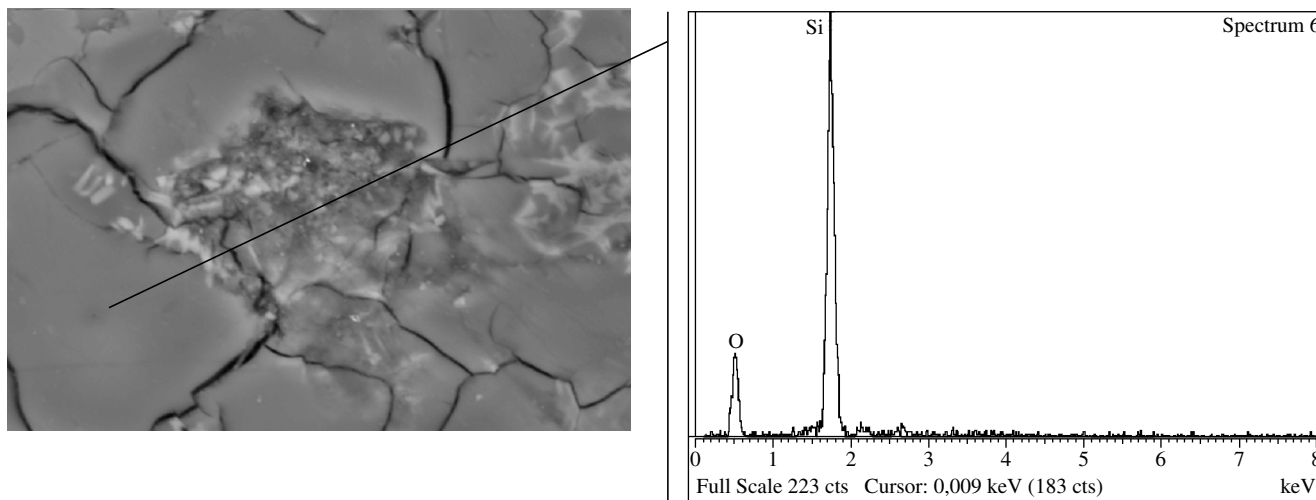 Si
Spectrum 6
O
0 1 2 3 4 5 6 7 8
Full Scale 223 cts Cursor: 0,009 keV (183 cts) keV